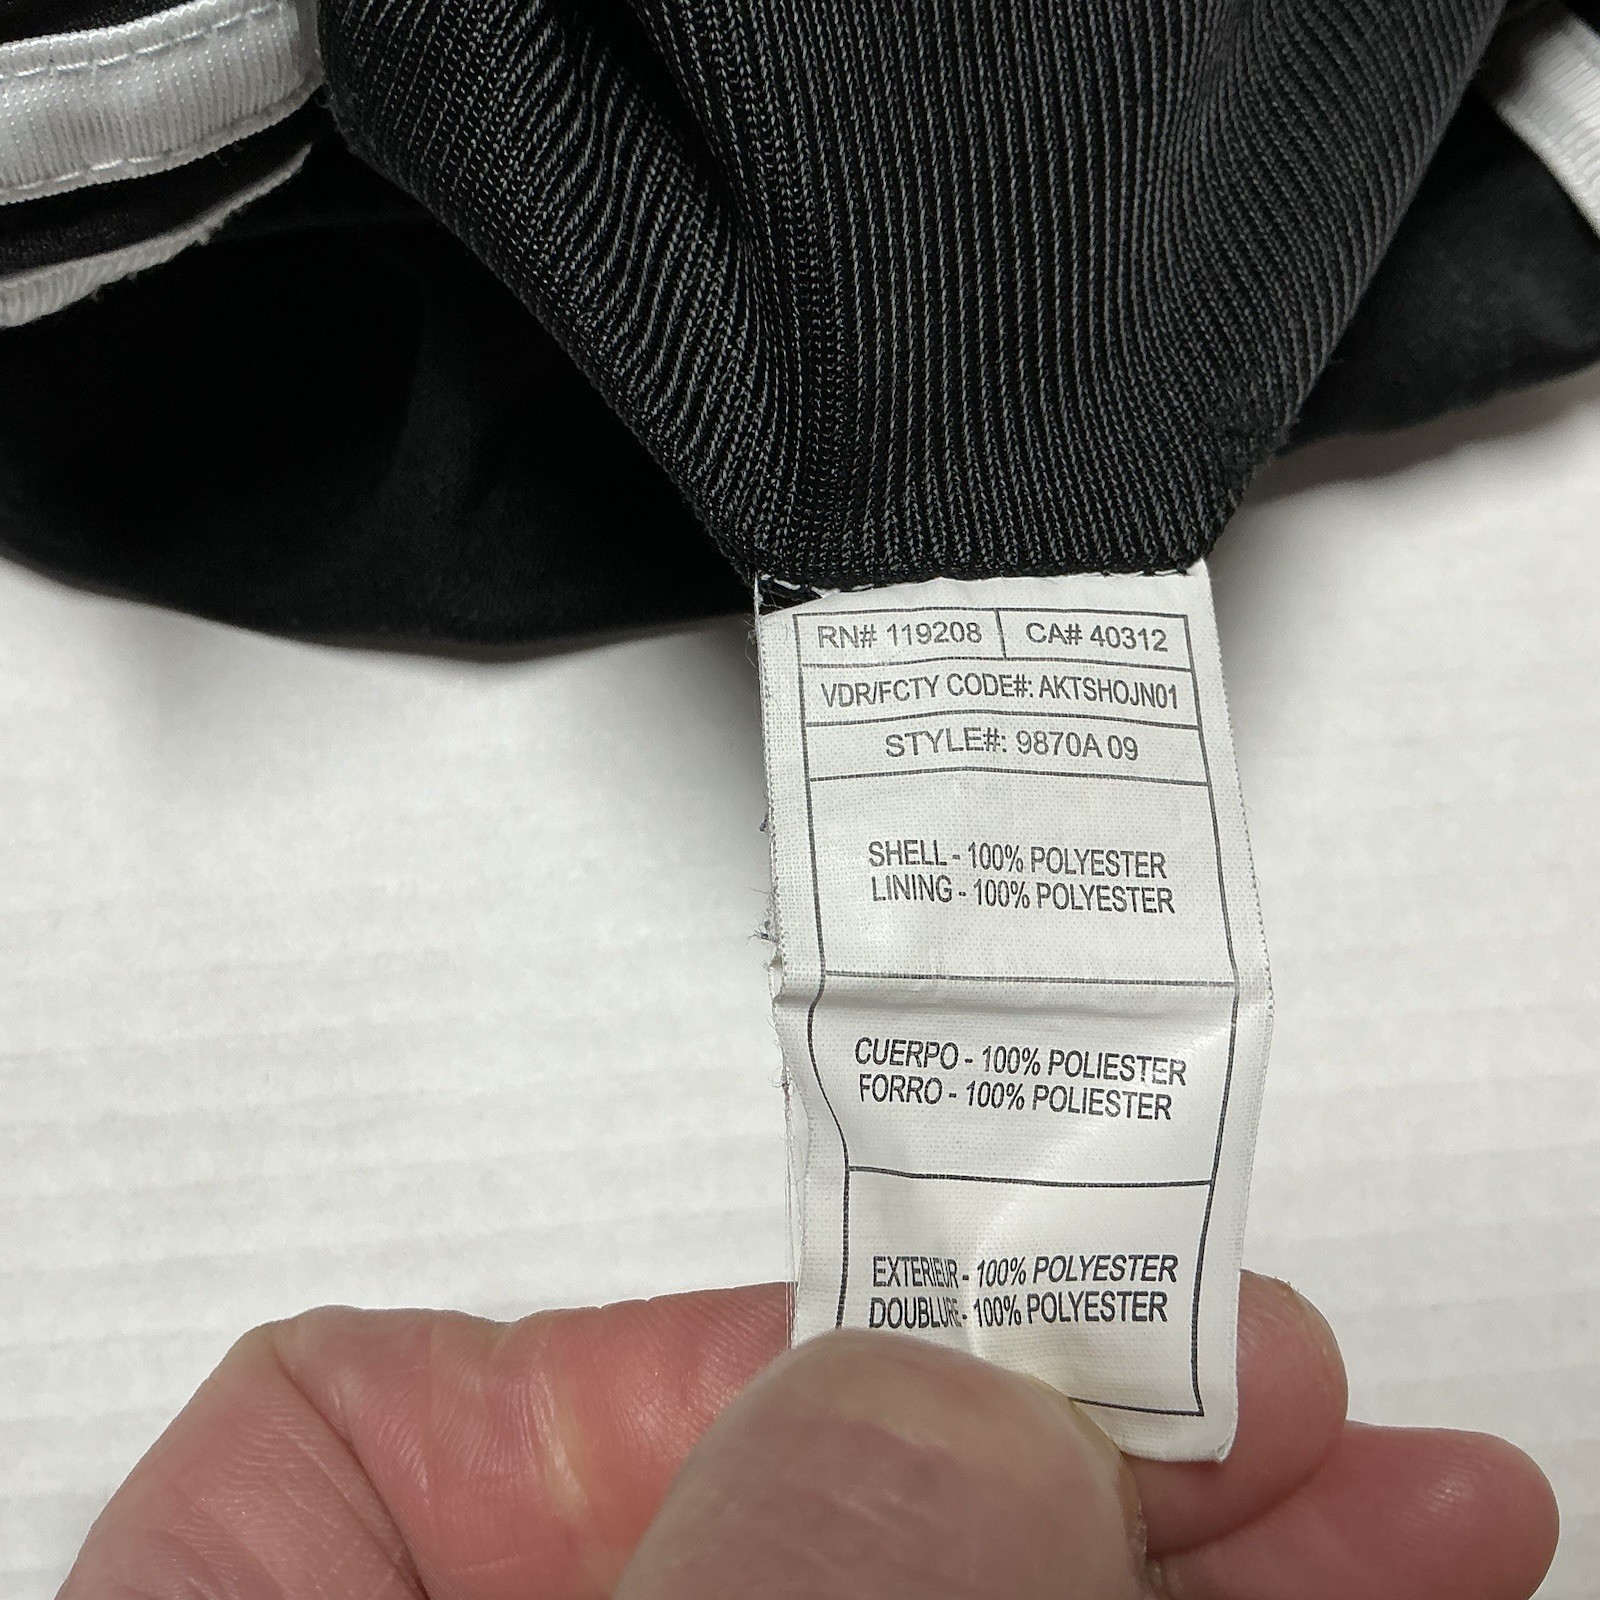 RN# 119208 CA# 40312
VDR/FCTY CODE#: AKTSHOJN01
STYLE#: 9870A 09
SHELL - 100% POLYESTER
LINING - 100% POLYESTER
CUERPO - 100% POLIESTER
FORRO - 100% POLIESTER
EXTERIEUR - 100% POLYESTER
DOUBLURE - 100% POLYESTER